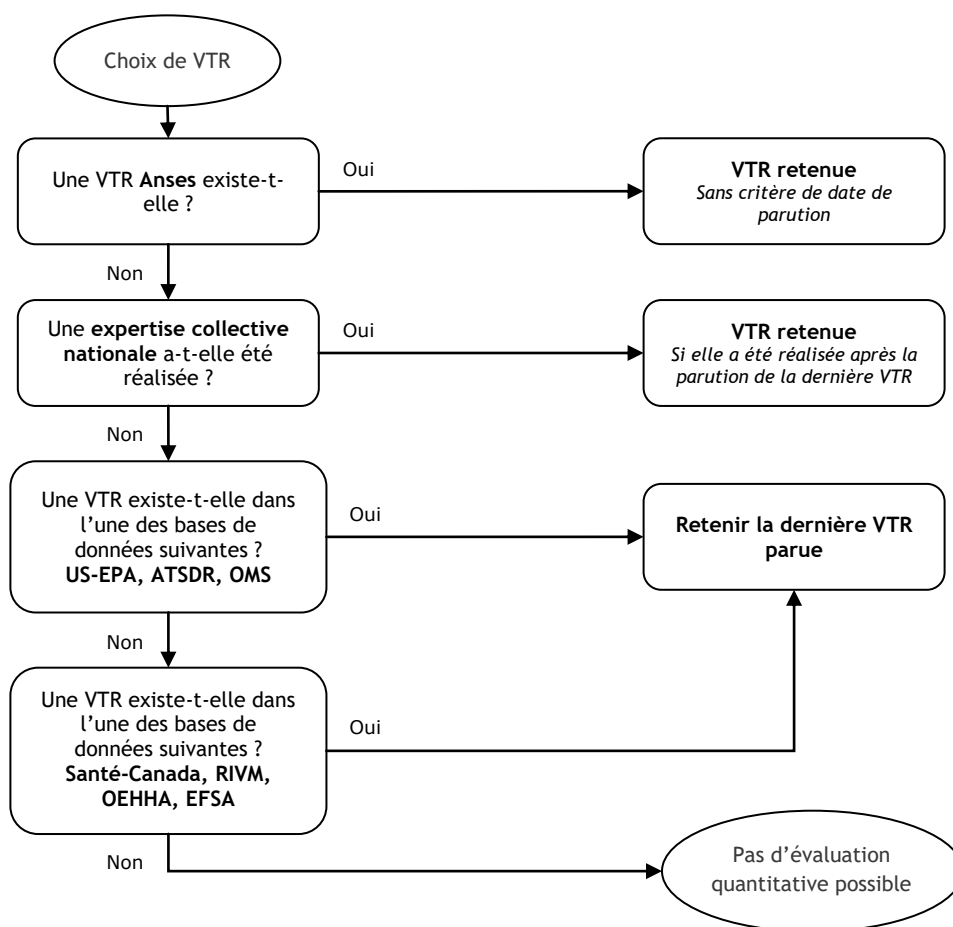 Choix de VTR
Une VTR Anses existe-t-
elle ?
Oui
VTR retenue
Sans critère de date de
parution
Non
Une expertise collective
nationale a-t-elle été
réalisée ?
Oui
VTR retenue
Si elle a été réalisée après la
parution de la dernière VTR
Non
Une VTR existe-t-elle dans
l’une des bases de
données suivantes ?
US-EPA, ATSDR, OMS
Oui
Retenir la dernière VTR
parue
Non
Une VTR existe-t-elle dans
l’une des bases de
données suivantes ?
Santé-Canada, RIVM,
OEHHA, EFSA
Oui
Non
Pas d’évaluation
quantitative possible